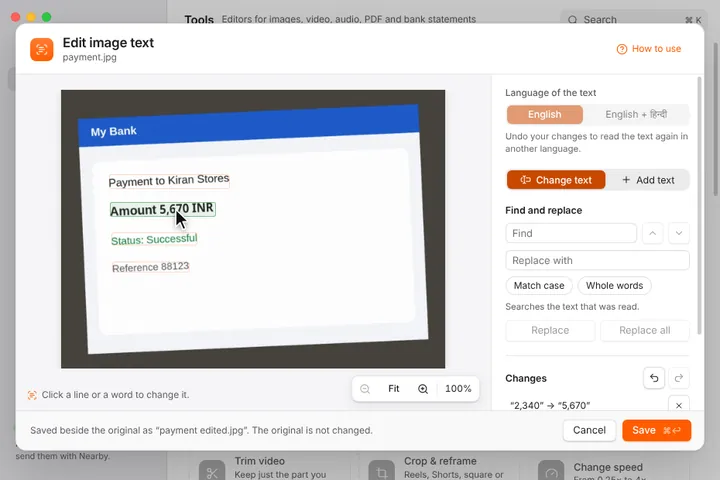 Tools Editors for images, video, audio, PDF and bank statements
Search ⌘ K
Edit image text
payment.jpg
How to use
My Bank
Payment to Kiran Stores
Amount 5,670 INR
Status: Successful
Reference 88123
Click a line or a word to change it.
Fit
100%
Language of the text
English
English + हिन्दी
Undo your changes to read the text again in
another language.
Change text
Add text
Find and replace
Find
Replace with
Match case
Whole words
Searches the text that was read.
Replace
Replace all
Changes
“2,340” → “5,670”
Saved beside the original as “payment edited.jpg”. The original is not changed.
Cancel
Save ⌘↩
send them with Nearby.
Trim video
Keep just the part you
Crop & reframe
Reels, Shorts, square or
Change speed